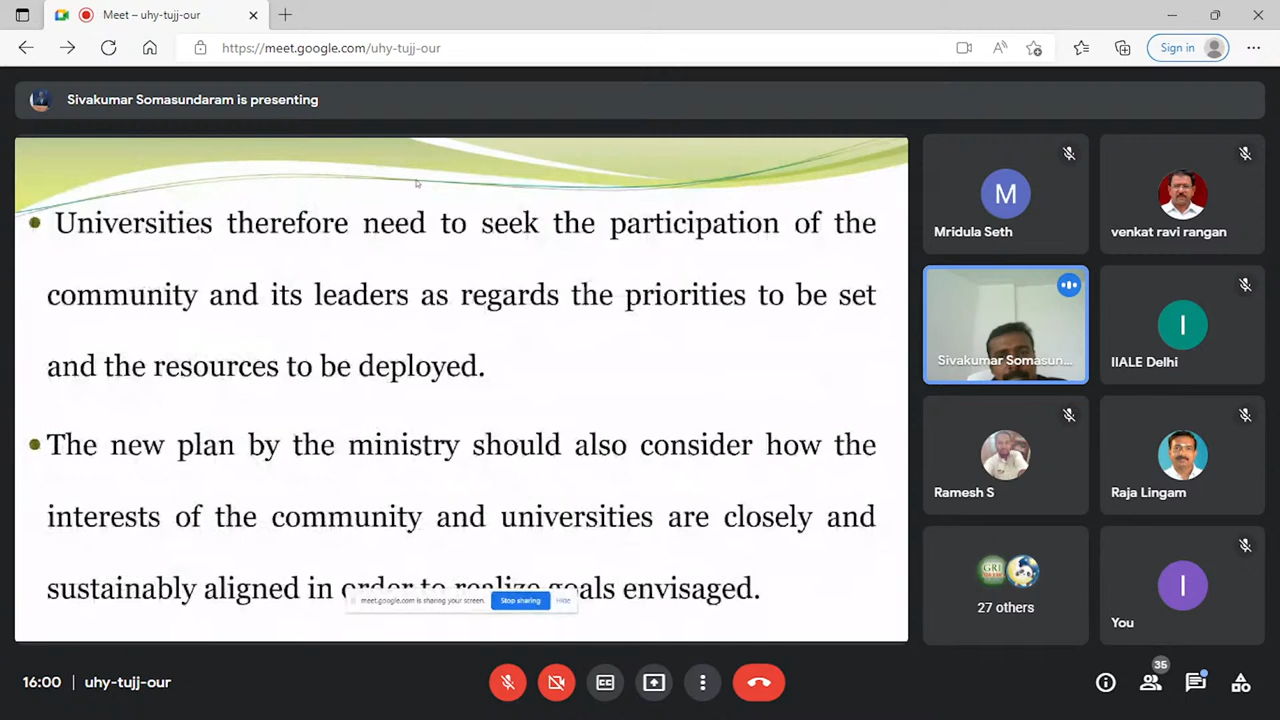 Meet – uhy-tujj-our
https://meet.google.com/uhy-tujj-our
Sign in
Sivakumar Somasundaram is presenting
Universities therefore need to seek the participation of the
community and its leaders as regards the priorities to be set
and the resources to be deployed.
The new plan by the ministry should also consider how the
interests of the community and universities are closely and
sustainably aligned in order to realize goals envisaged.
meet.google.com is sharing your screen. Stop sharing Hide
M
Mridula Seth
venkat ravi rangan
Sivakumar Somasun...
I
IIALE Delhi
Ramesh S
Raja Lingam
GRI
27 others
I
You
16:00 | uhy-tujj-our
CC
35